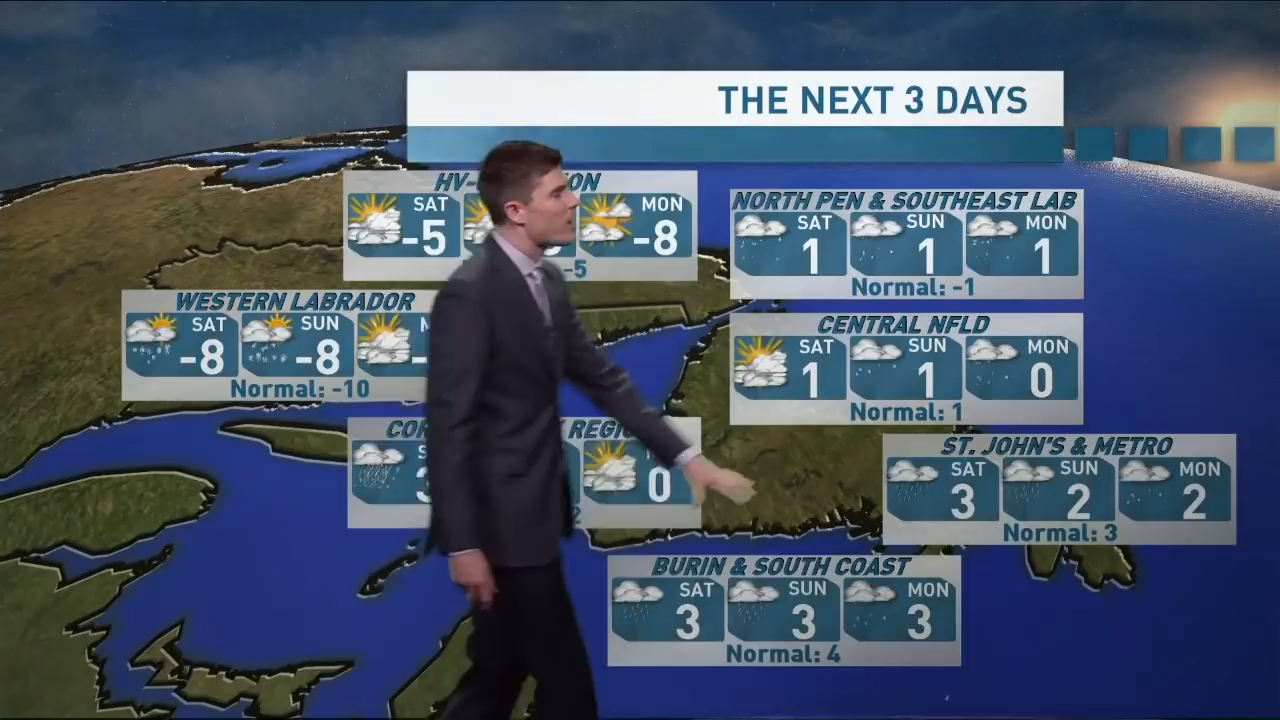 THE NEXT 3 DAYS
SAT MON
-5 -8
-5
NORTH PEN & SOUTHEAST LAB
SAT SUN MON
1 1 1
Normal: -1
WESTERN LABRADOR
SAT SUN
-8 -8
Normal: -10
CENTRAL NFLD
SAT SUN MON
1 1 0
Normal: 1
0
ST. JOHN'S & METRO
SAT SUN MON
3 2 2
Normal: 3
BURIN & SOUTH COAST
SAT SUN MON
3 3 3
Normal: 4